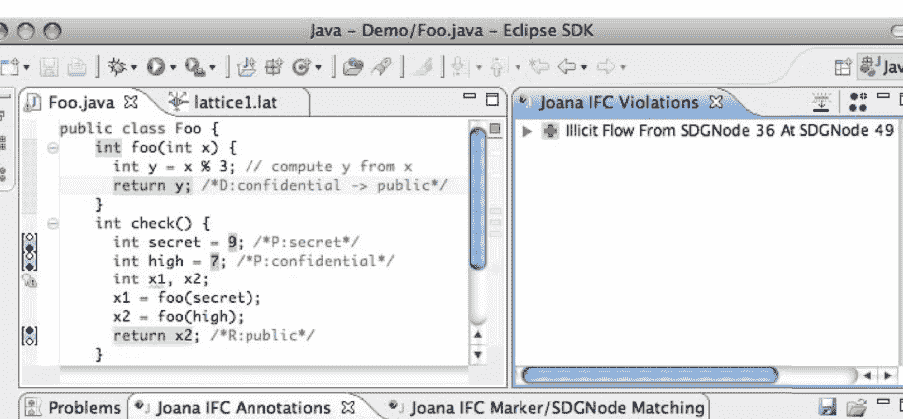 Java - Demo/Foo.java - Eclipse SDK
Java
Foo.java
lattice1.lat
Joana IFC Violations
Illicit Flow From SDGNode 36 At SDGNode 49
public class Foo {
int foo(int x) {
int y = x % 3; // compute y from x
return y; /*D:confidential -> public*/
}
int check() {
int secret = 9; /*P:secret*/
int high = 7; /*P:confidential*/
int x1, x2;
x1 = foo(secret);
x2 = foo(high);
return x2; /*R:public*/
}
Problems
Joana IFC Annotations
Joana IFC Marker/SDGNode Matching